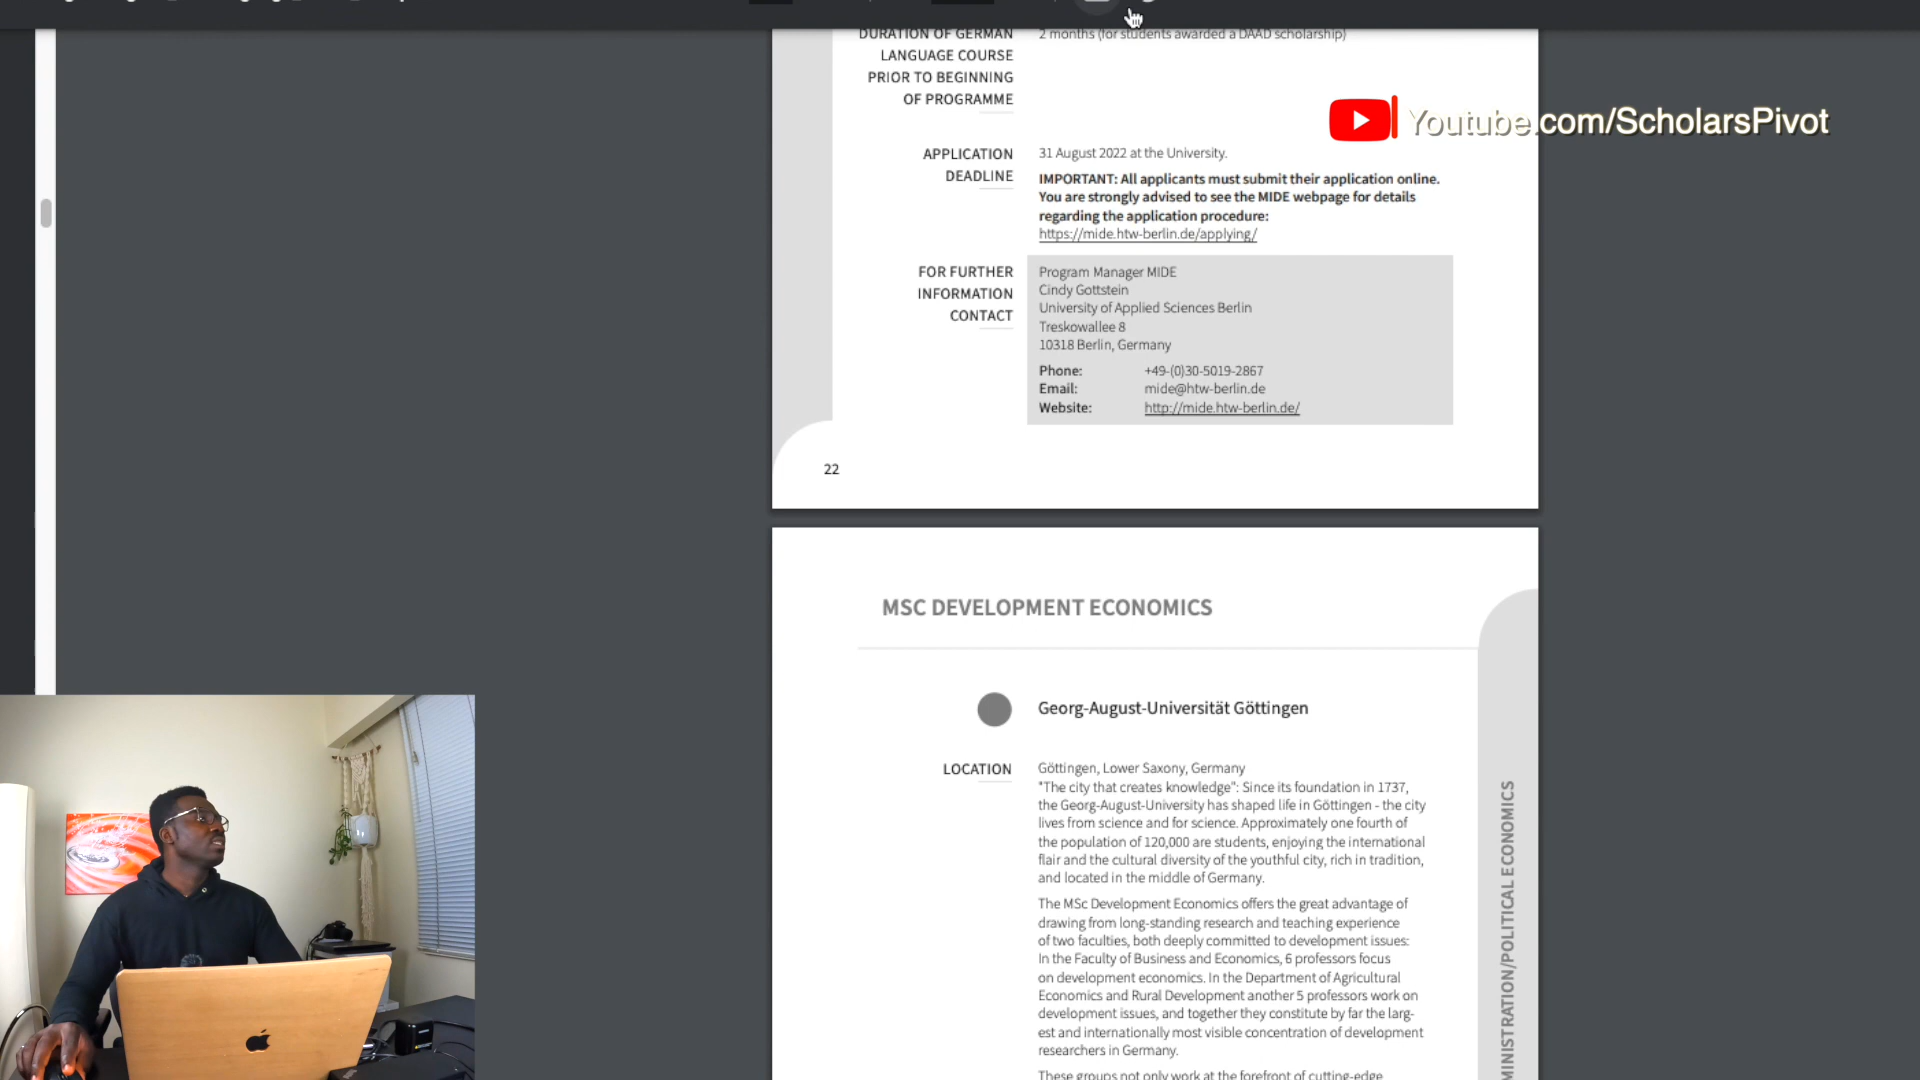 DURATION OF GERMAN
LANGUAGE COURSE
PRIOR TO BEGINNING
OF PROGRAMME
2 months (for students awarded a DAAD scholarship)
Youtube.com/ScholarsPivot
APPLICATION
DEADLINE
31 August 2022 at the University.
IMPORTANT: All applicants must submit their application online.
You are strongly advised to see the MIDE webpage for details
regarding the application procedure:
https://mide.htw-berlin.de/applying/
FOR FURTHER
INFORMATION
CONTACT
Program Manager MIDE
Cindy Gottstein
University of Applied Sciences Berlin
Treskowallee 8
10318 Berlin, Germany
Phone: +49-(0)30-5019-2867
Email: mide@htw-berlin.de
Website: http://mide.htw-berlin.de/
22
MSC DEVELOPMENT ECONOMICS
Georg-August-Universität Göttingen
LOCATION
Göttingen, Lower Saxony, Germany
"The city that creates knowledge": Since its foundation in 1737,
the Georg-August-University has shaped life in Göttingen - the city
lives from science and for science. Approximately one fourth of
the population of 120,000 are students, enjoying the international
flair and the cultural diversity of the youthful city, rich in tradition,
and located in the middle of Germany.
The MSc Development Economics offers the great advantage of
drawing from long-standing research and teaching experience
of two faculties, both deeply committed to development issues:
In the Faculty of Business and Economics, 6 professors focus
on development economics. In the Department of Agricultural
Economics and Rural Development another 5 professors work on
development issues, and together they constitute by far the larg-
est and internationally most visible concentration of development
researchers in Germany.
These groups not only work at the forefront of cutting-edge
MINISTRATION/POLITICAL ECONOMICS